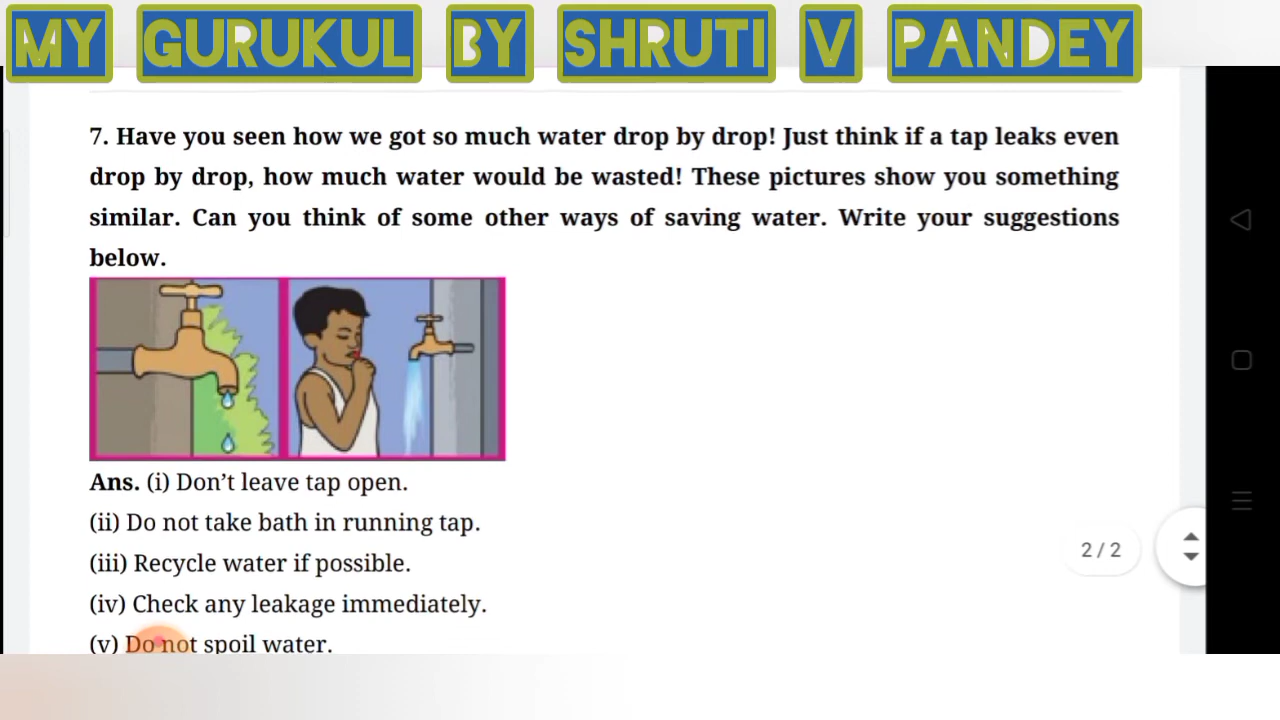 MY GURUKUL BY SHRUTI V PANDEY
7. Have you seen how we got so much water drop by drop! Just think if a tap leaks even
drop by drop, how much water would be wasted! These pictures show you something
similar. Can you think of some other ways of saving water. Write your suggestions
below.
Ans. (i) Don’t leave tap open.
(ii) Do not take bath in running tap.
(iii) Recycle water if possible.
(iv) Check any leakage immediately.
2 / 2
(v) Do not spoil water.